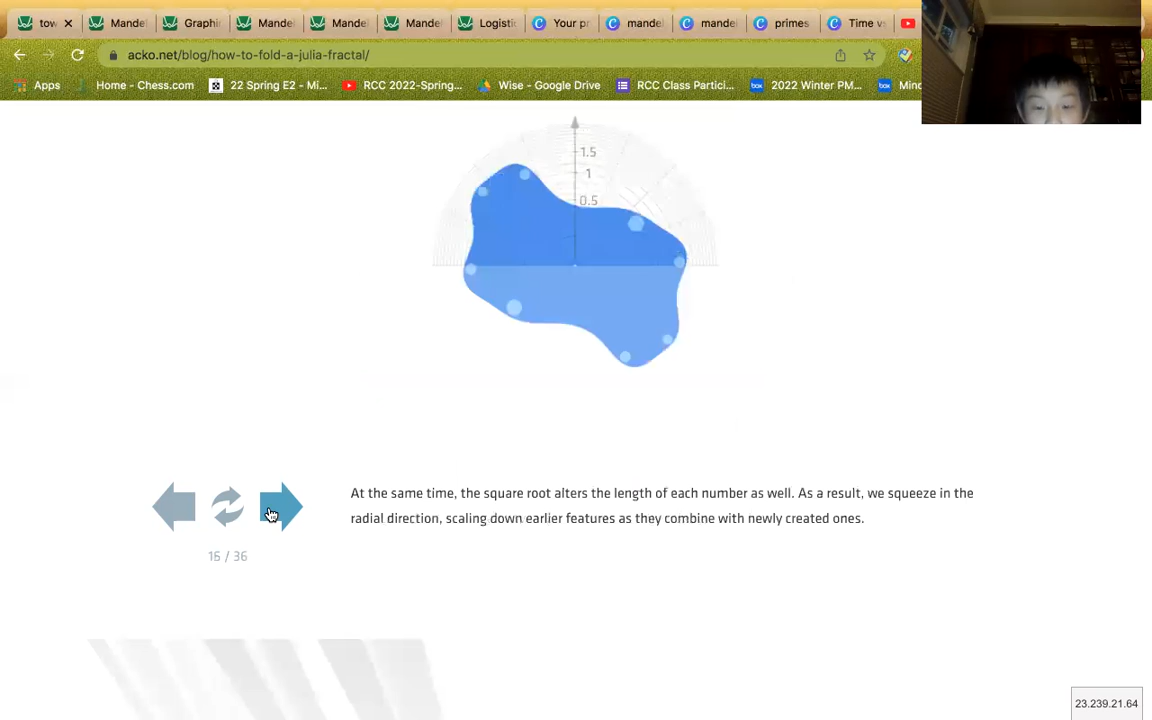 tow
Mandel
Graphi
Mandel
Mandel
Mandel
Logisti
Your pr
mandel
mande
primes
Time vs
acko.net/blog/how-to-fold-a-julia-fractal/
Apps
Home - Chess.com
22 Spring E2 - Mi...
RCC 2022-Spring...
Wise - Google Drive
RCC Class Partici...
box
2022 Winter PM...
box
Mind
1.5
1
0.5
At the same time, the square root alters the length of each number as well. As a result, we squeeze in the
radial direction, scaling down earlier features as they combine with newly created ones.
16 / 36
23.239.21.64